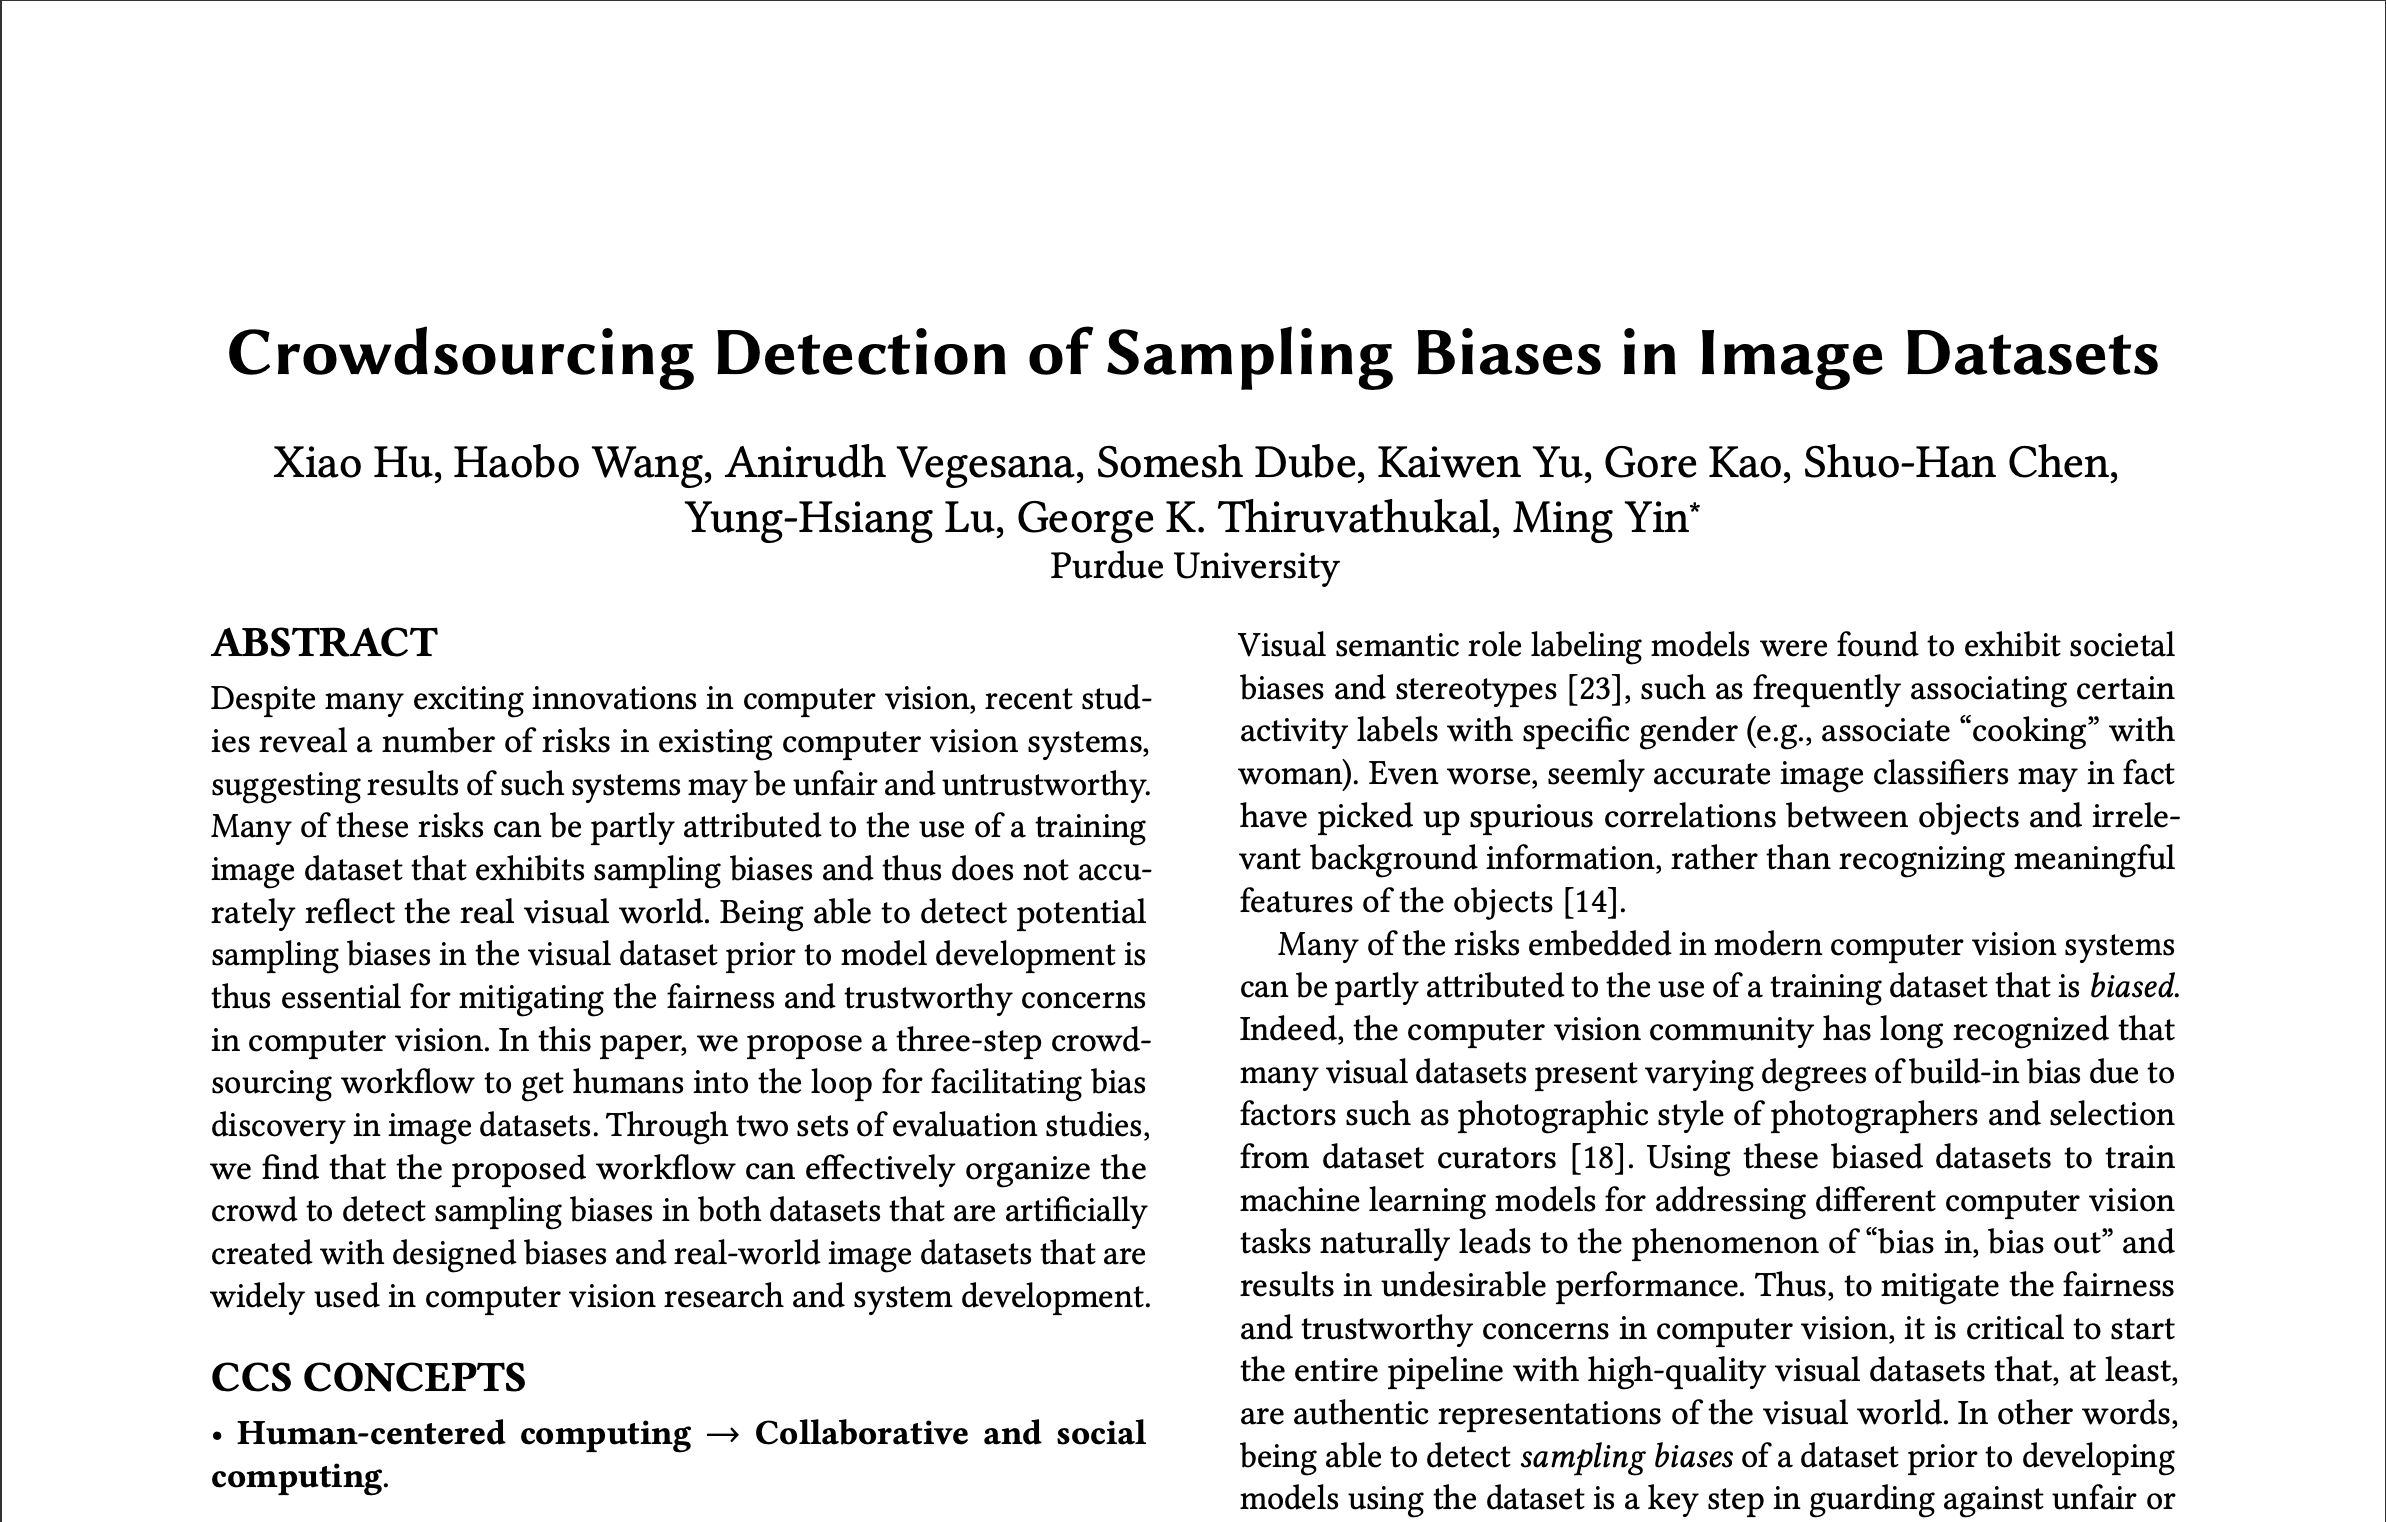 Crowdsourcing Detection of Sampling Biases in Image Datasets
Xiao Hu, Haobo Wang, Anirudh Vegesana, Somesh Dube, Kaiwen Yu, Gore Kao, Shuo-Han Chen,
Yung-Hsiang Lu, George K. Thiruvathukal, Ming Yin*
Purdue University
ABSTRACT
Despite many exciting innovations in computer vision, recent stud-
ies reveal a number of risks in existing computer vision systems,
suggesting results of such systems may be unfair and untrustworthy.
Many of these risks can be partly attributed to the use of a training
image dataset that exhibits sampling biases and thus does not accu-
rately reflect the real visual world. Being able to detect potential
sampling biases in the visual dataset prior to model development is
thus essential for mitigating the fairness and trustworthy concerns
in computer vision. In this paper, we propose a three-step crowd-
sourcing workflow to get humans into the loop for facilitating bias
discovery in image datasets. Through two sets of evaluation studies,
we find that the proposed workflow can effectively organize the
crowd to detect sampling biases in both datasets that are artificially
created with designed biases and real-world image datasets that are
widely used in computer vision research and system development.
CCS CONCEPTS
• Human-centered computing → Collaborative and social
computing.
Visual semantic role labeling models were found to exhibit societal
biases and stereotypes [23], such as frequently associating certain
activity labels with specific gender (e.g., associate “cooking” with
woman). Even worse, seemly accurate image classifiers may in fact
have picked up spurious correlations between objects and irrele-
vant background information, rather than recognizing meaningful
features of the objects [14].
Many of the risks embedded in modern computer vision systems
can be partly attributed to the use of a training dataset that is biased.
Indeed, the computer vision community has long recognized that
many visual datasets present varying degrees of build-in bias due to
factors such as photographic style of photographers and selection
from dataset curators [18]. Using these biased datasets to train
machine learning models for addressing different computer vision
tasks naturally leads to the phenomenon of “bias in, bias out” and
results in undesirable performance. Thus, to mitigate the fairness
and trustworthy concerns in computer vision, it is critical to start
the entire pipeline with high-quality visual datasets that, at least,
are authentic representations of the visual world. In other words,
being able to detect sampling biases of a dataset prior to developing
models using the dataset is a key step in guarding against unfair or